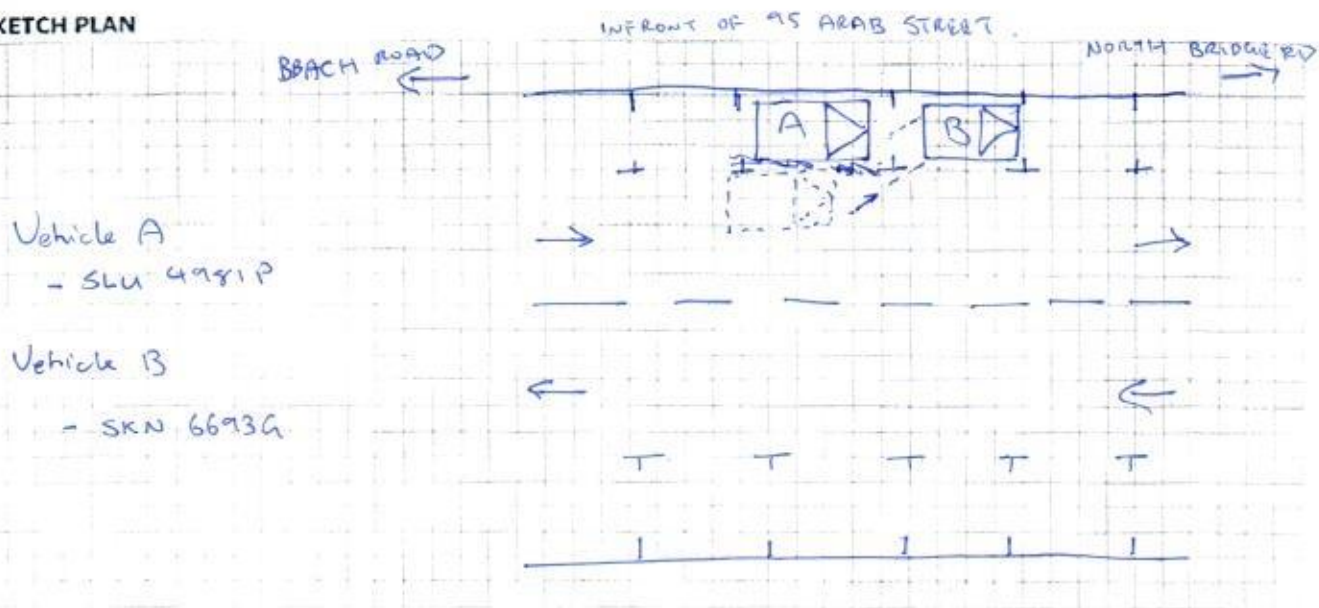 KETCH PLAN
INFRONT OF 95 ARAB STREET.
BEACH ROAD
NORTH BRIDGE RD
A
B
Vehicle A
- SLU 4981P
Vehicle B
- SKN 6693G